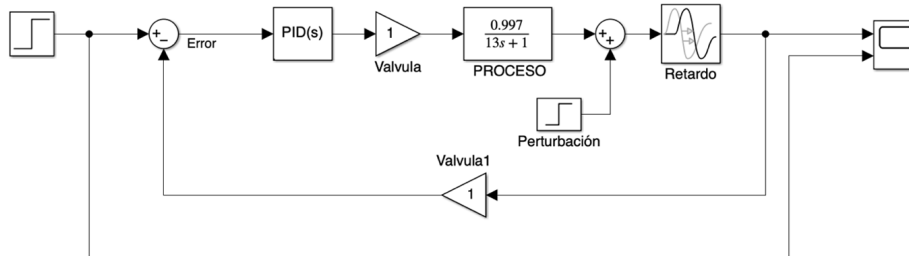 +
−
Error
PID(s)
1
Valvula
0.997
13s + 1
PROCESO
+
+
Retardo
Perturbación
Valvula1
1